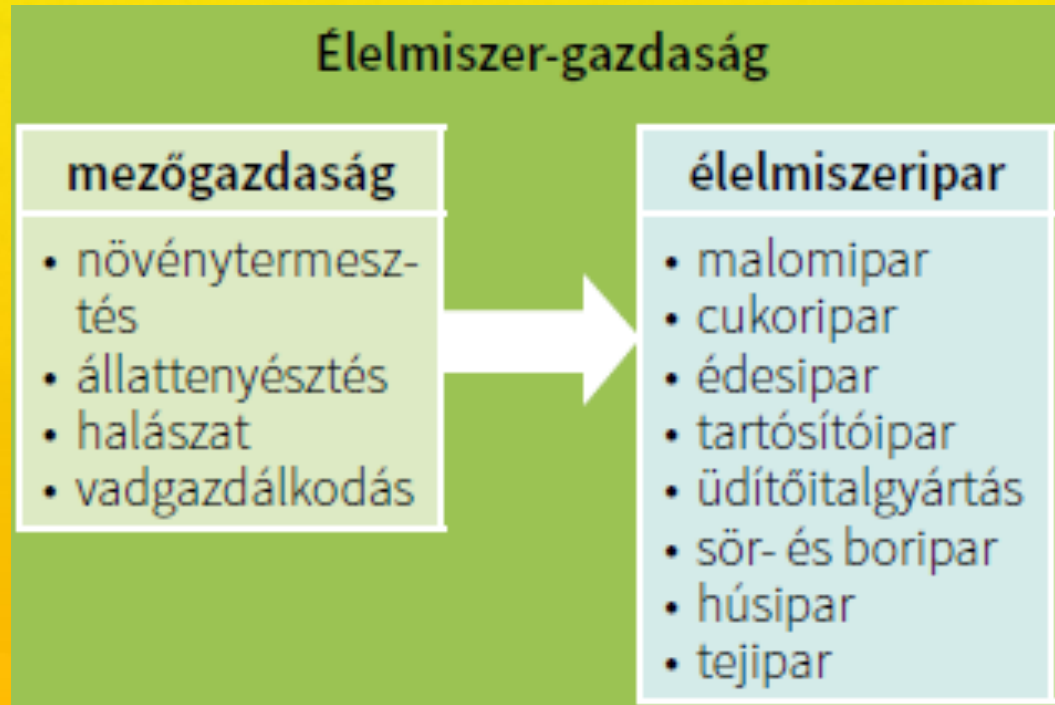 Élelmiszer-gazdaság
mezőgazdaság
• növénytermesz-
tés
• állattenyésztés
• halászat
• vadgazdálkodás
élelmiszeripar
• malomipar
• cukoripar
• édesipar
• tartósítóipar
• üdítőitalgyártás
• sör- és boripar
• húsipar
• tejipar